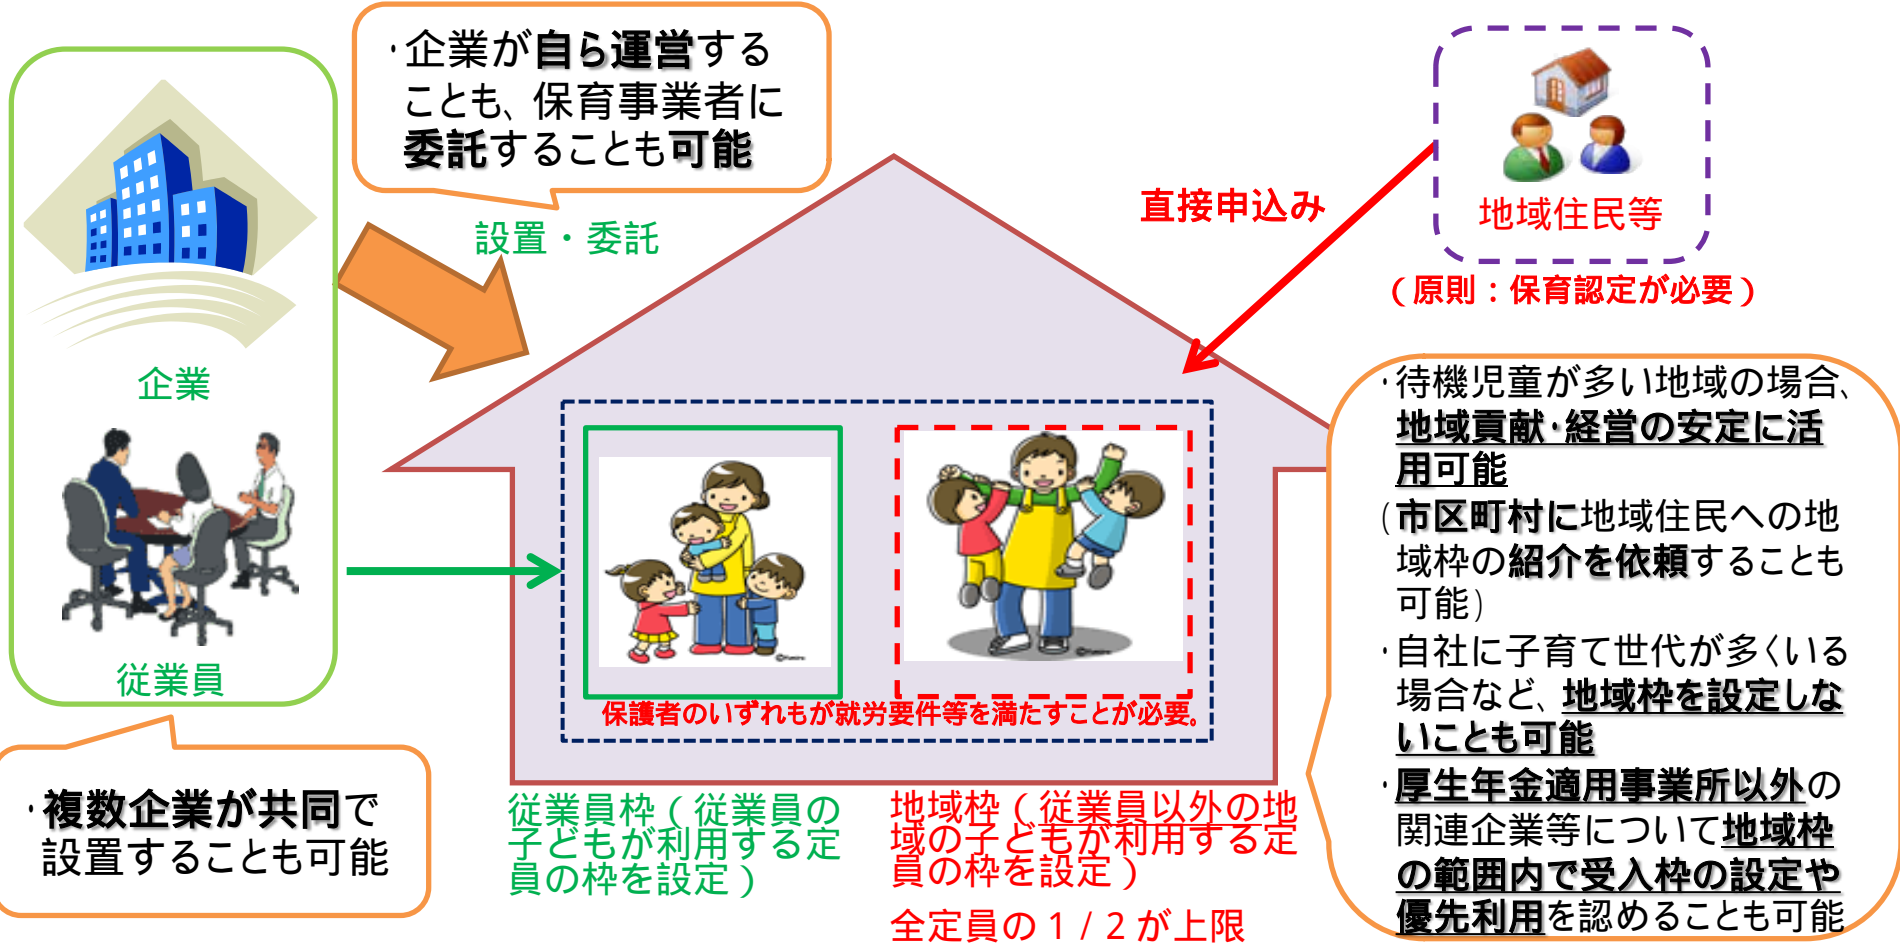 ・企業が自ら運営する
ことも、保育事業者に
委託することも可能
設置・委託
企業
従業員
・複数企業が共同で
設置することも可能
直接申込み
地域住民等
（原則：保育認定が必要）
保護者のいずれもが就労要件等を満たすことが必要。
従業員枠（従業員の
子どもが利用する定
員の枠を設定）
地域枠（従業員以外の地
域の子どもが利用する定
員の枠を設定）
全定員の１/２が上限
・待機児童が多い地域の場合、
地域貢献・経営の安定に活
用可能
(市区町村に地域住民への地
域枠の紹介を依頼することも
可能)
・自社に子育て世代が多くいる
場合など、地域枠を設定しな
いことも可能
・厚生年金適用事業所以外の
関連企業等について地域枠
の範囲内で受入枠の設定や
優先利用を認めることも可能